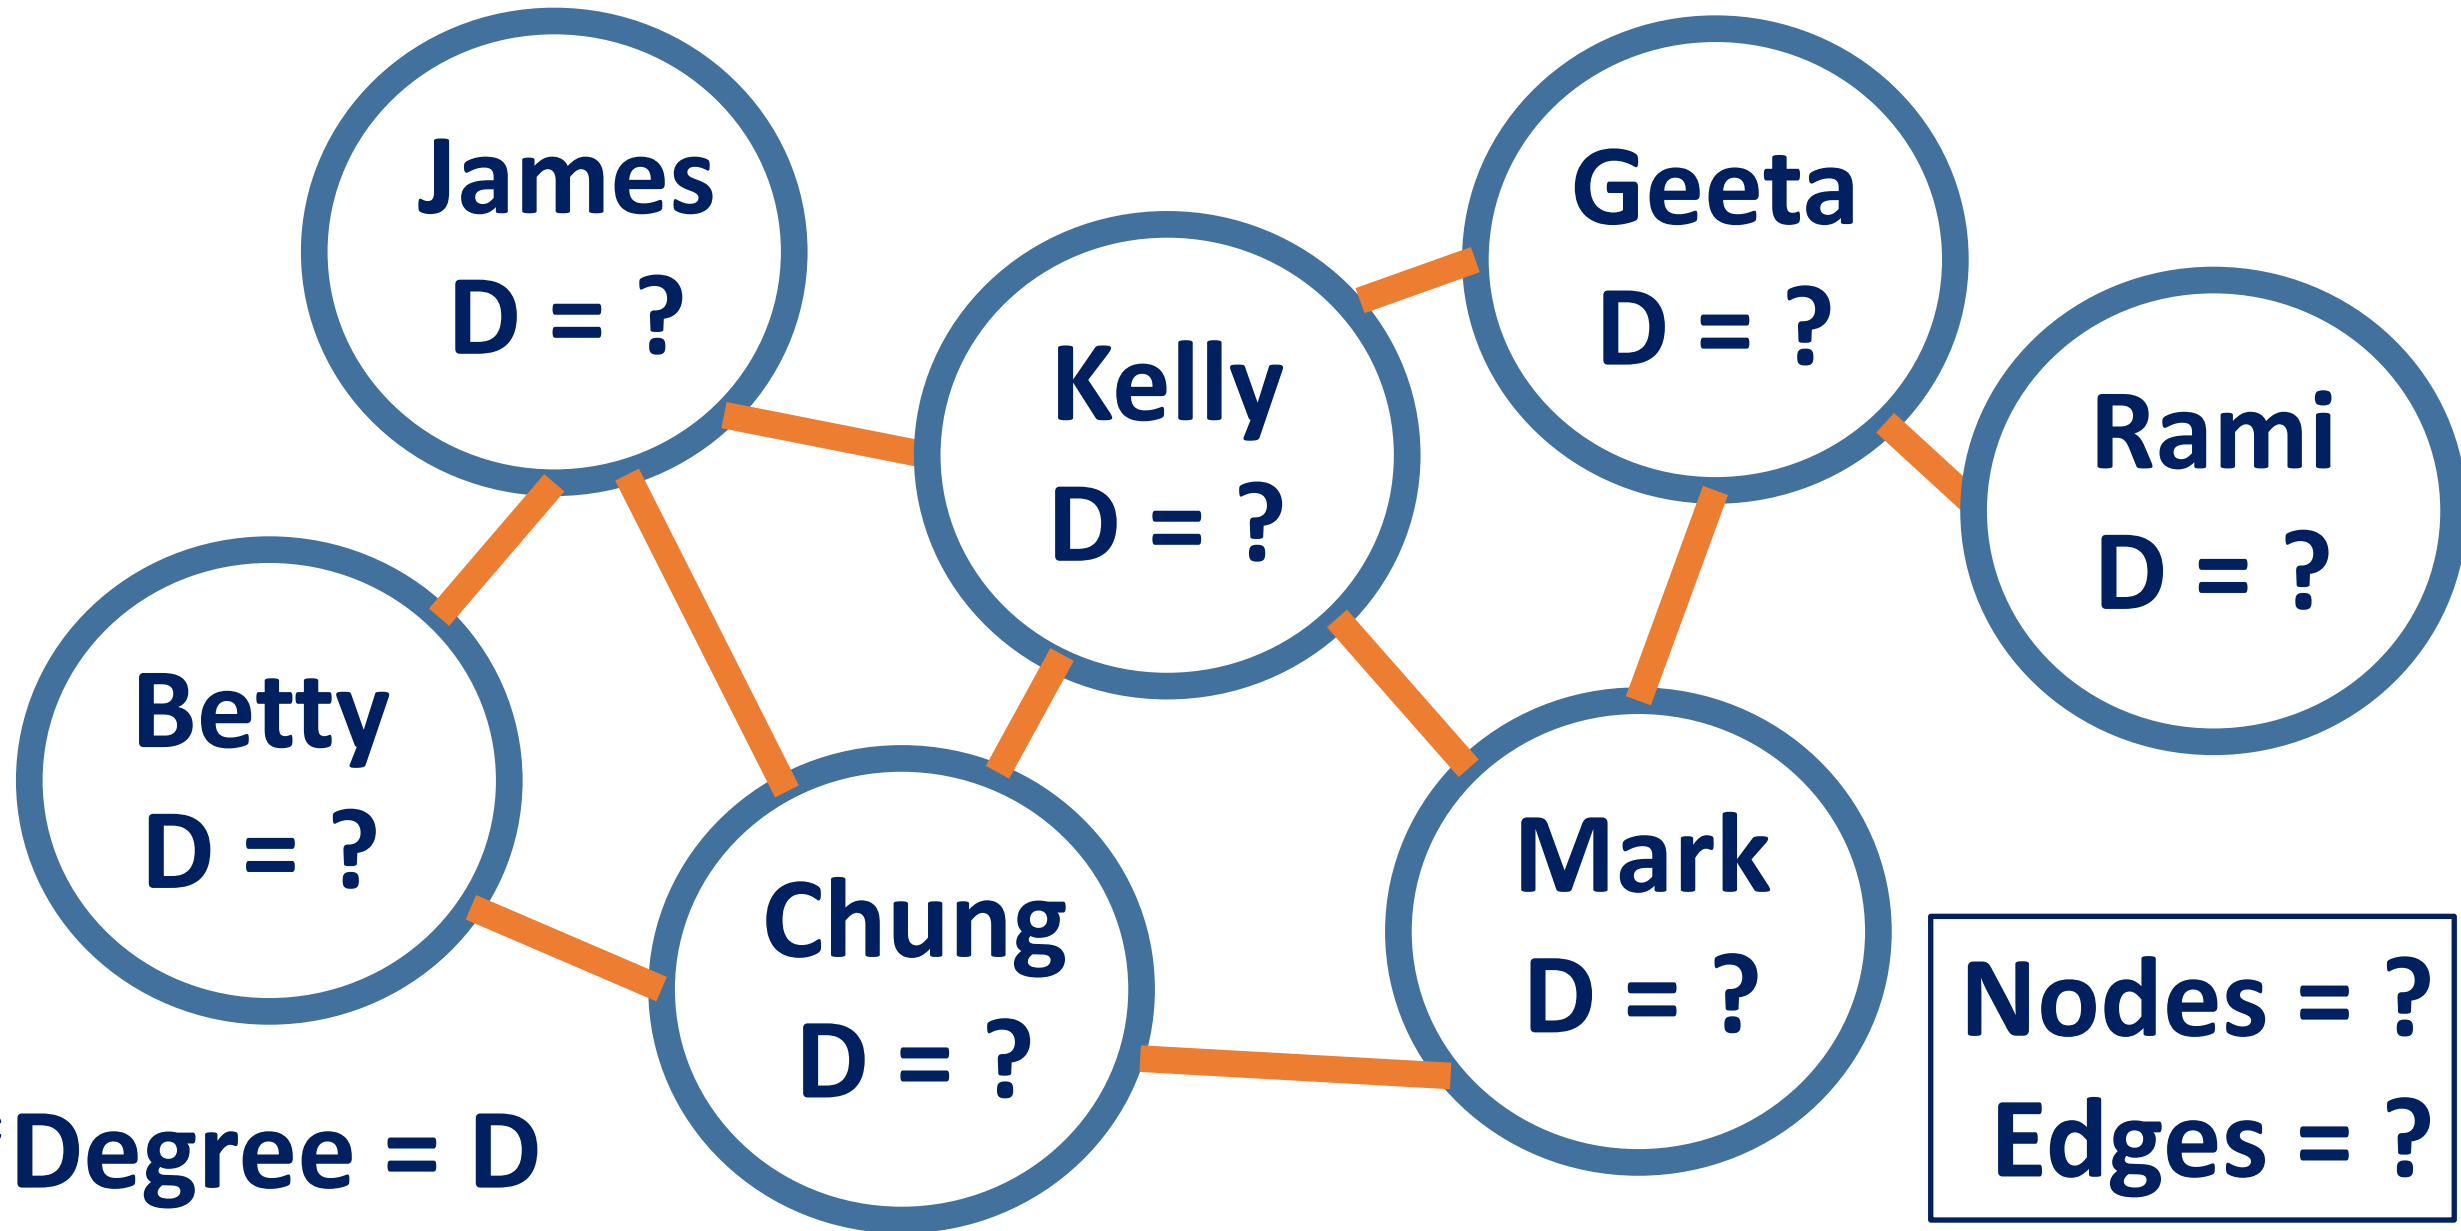 James
D = ?
Geeta
D = ?
Kelly
D = ?
Rami
D = ?
Betty
D = ?
Chung
D = ?
Mark
D = ?
*Degree = D
Nodes = ?
Edges = ?